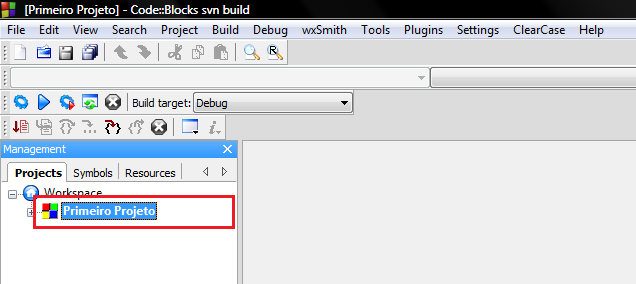 [Primeiro Projeto] - Code::Blocks svn build
File Edit View Search Project Build Debug wxSmith Tools Plugins Settings ClearCase Help
Build target: Debug
Management
Projects Symbols Resources
Workspace
Primeiro Projeto